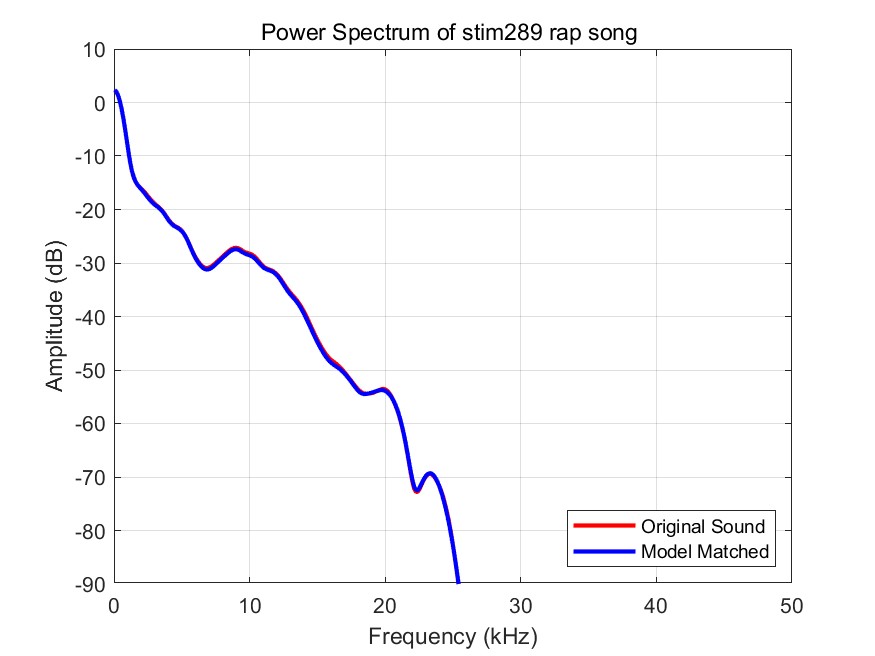 Power Spectrum of stim289 rap song
10
0
-10
-20
-30
-40
-50
-60
-70
-80
-90
Amplitude (dB)
Original Sound
Model Matched
0 10 20 30 40 50
Frequency (kHz)